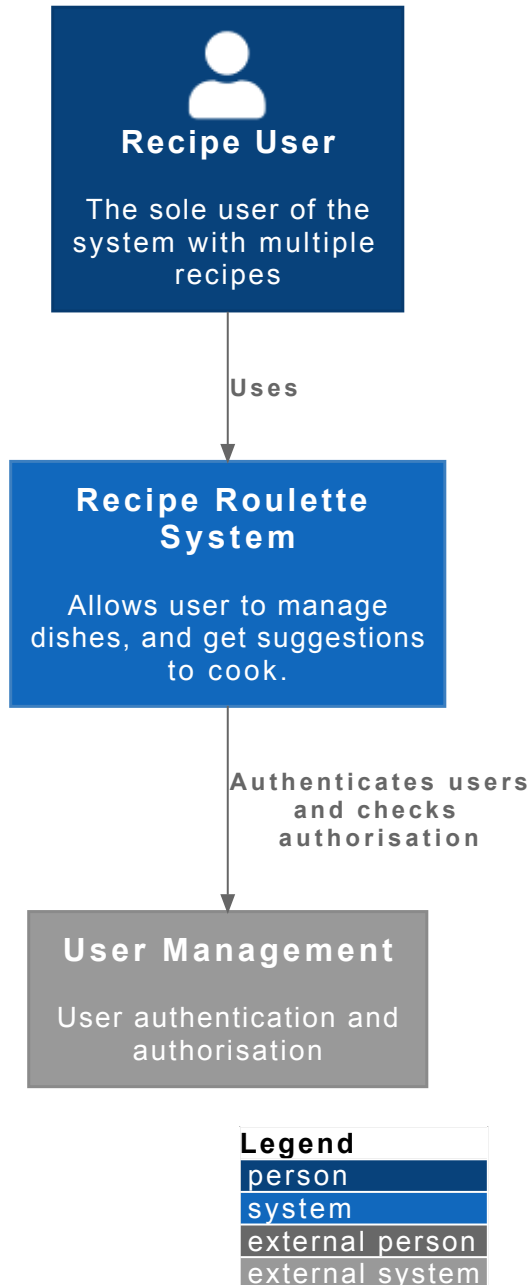 Recipe User
The sole user of the
system with multiple
recipes
Uses
Recipe Roulette
System
Allows user to manage
dishes, and get suggestions
to cook.
Authenticates users
and checks
authorisation
User Management
User authentication and
authorisation
Legend
person
system
external person
external system